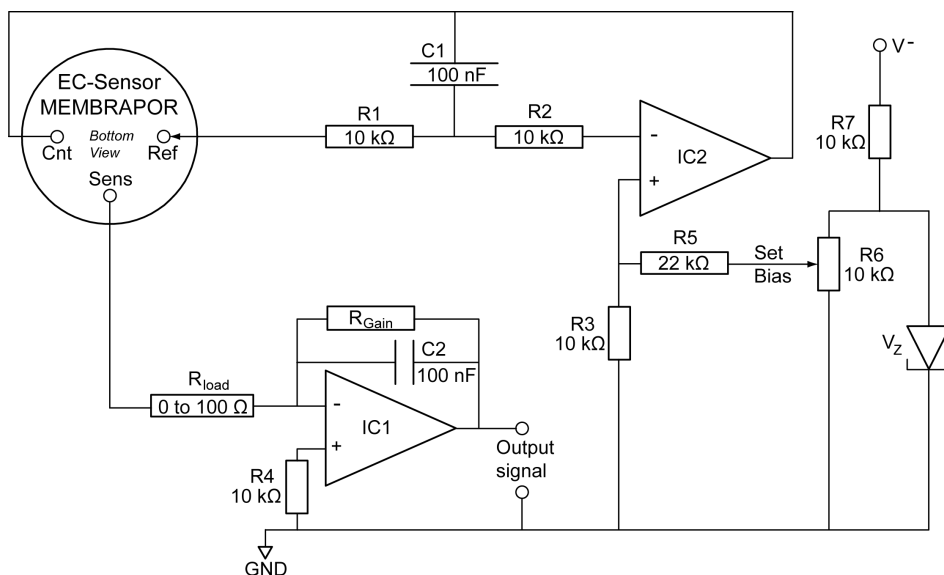 C1
100 nF
V-
EC-Sensor
MEMBRAPOR
Bottom
View
Cnt
Ref
Sens
R1
10 kΩ
R2
10 kΩ
-
+
IC2
R7
10 kΩ
R5
22 kΩ
Set
Bias
R6
10 kΩ
R3
10 kΩ
VZ
RGain
C2
100 nF
Rload
0 to 100 Ω
-
+
IC1
Output
signal
R4
10 kΩ
GND